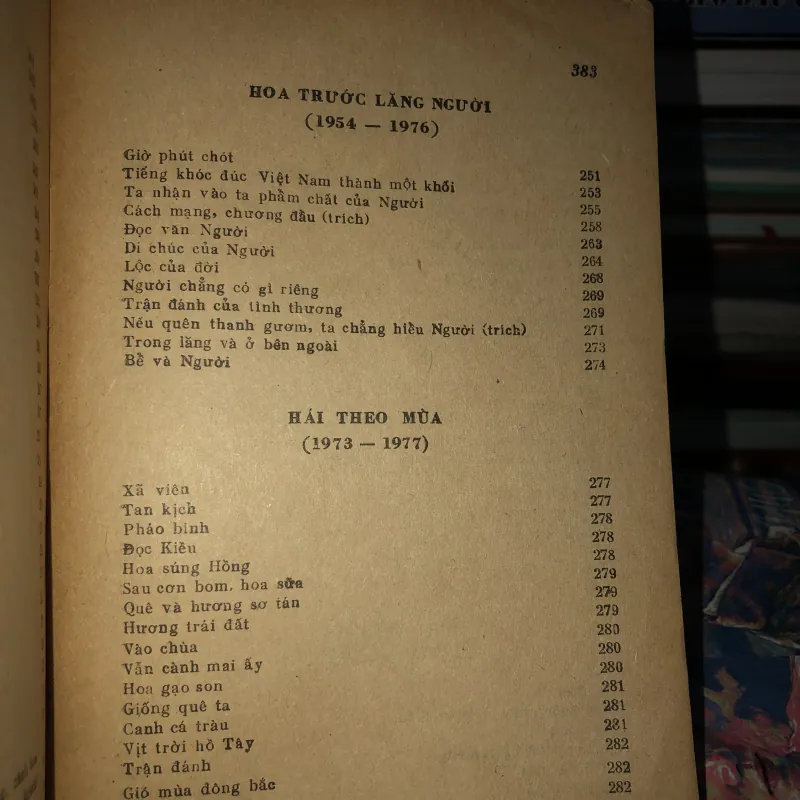 383
HOA TRƯỚC LĂNG NGƯỜI
(1954 — 1976)
Giờ phút chót 251
Tiếng khóc đúc Việt Nam thành một khối 253
Ta nhận vào ta phẩm chất của Người 255
Cách mạng, chương đầu (trích) 258
Đọc văn Người 263
Di chúc của Người 264
Lộc của đời 268
Người chẳng có gì riêng 269
Trận đánh của tình thương 269
Nếu quên thanh gươm, ta chẳng hiểu Người (trích) 271
Trong lăng và ở bên ngoài 273
Bể và Người 274
HÁI THEO MÙA
(1973 — 1977)
Xã viên 277
Tan kịch 277
Pháo binh 278
Đọc Kiều 278
Hoa súng Hồng 278
Sau cơn bom, hoa sữa 279
Quê và hương sơ tán 279
Hương trái đất 279
Vào chùa 280
Vẫn cành mai ấy 280
Hoa gạo son 280
Giống quê ta 281
Canh cá tràu 281
Vịt trời hồ Tây 281
Trận đánh 282
Gió mùa đông bắc 282
282